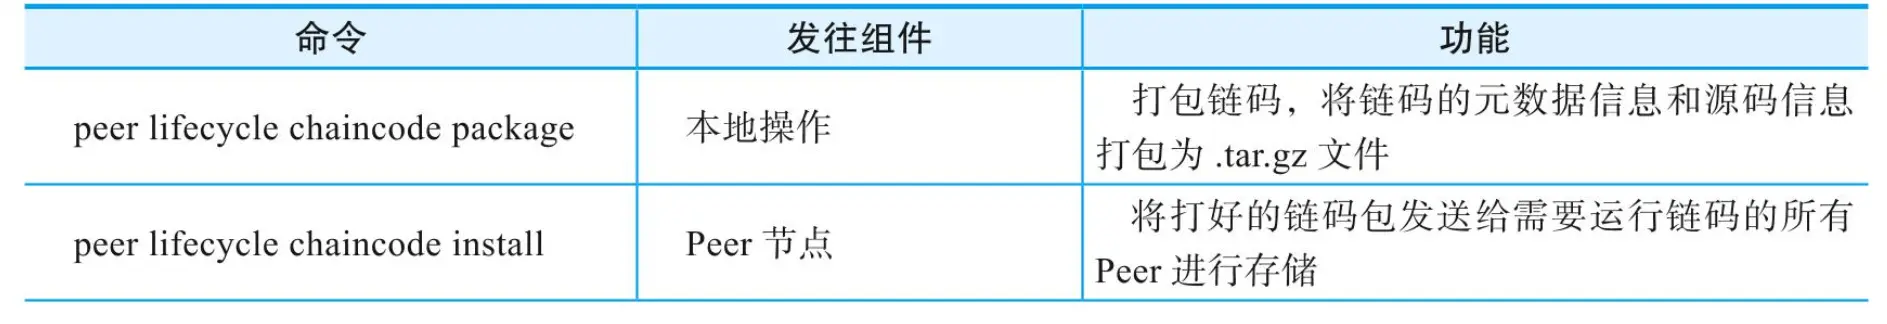 命令 发往组件 功能
peer lifecycle chaincode package 本地操作 打包链码，将链码的元数据信息和源码信息
打包为 .tar.gz 文件
peer lifecycle chaincode install Peer 节点 将打好的链码包发送给需要运行链码的所有
Peer 进行存储